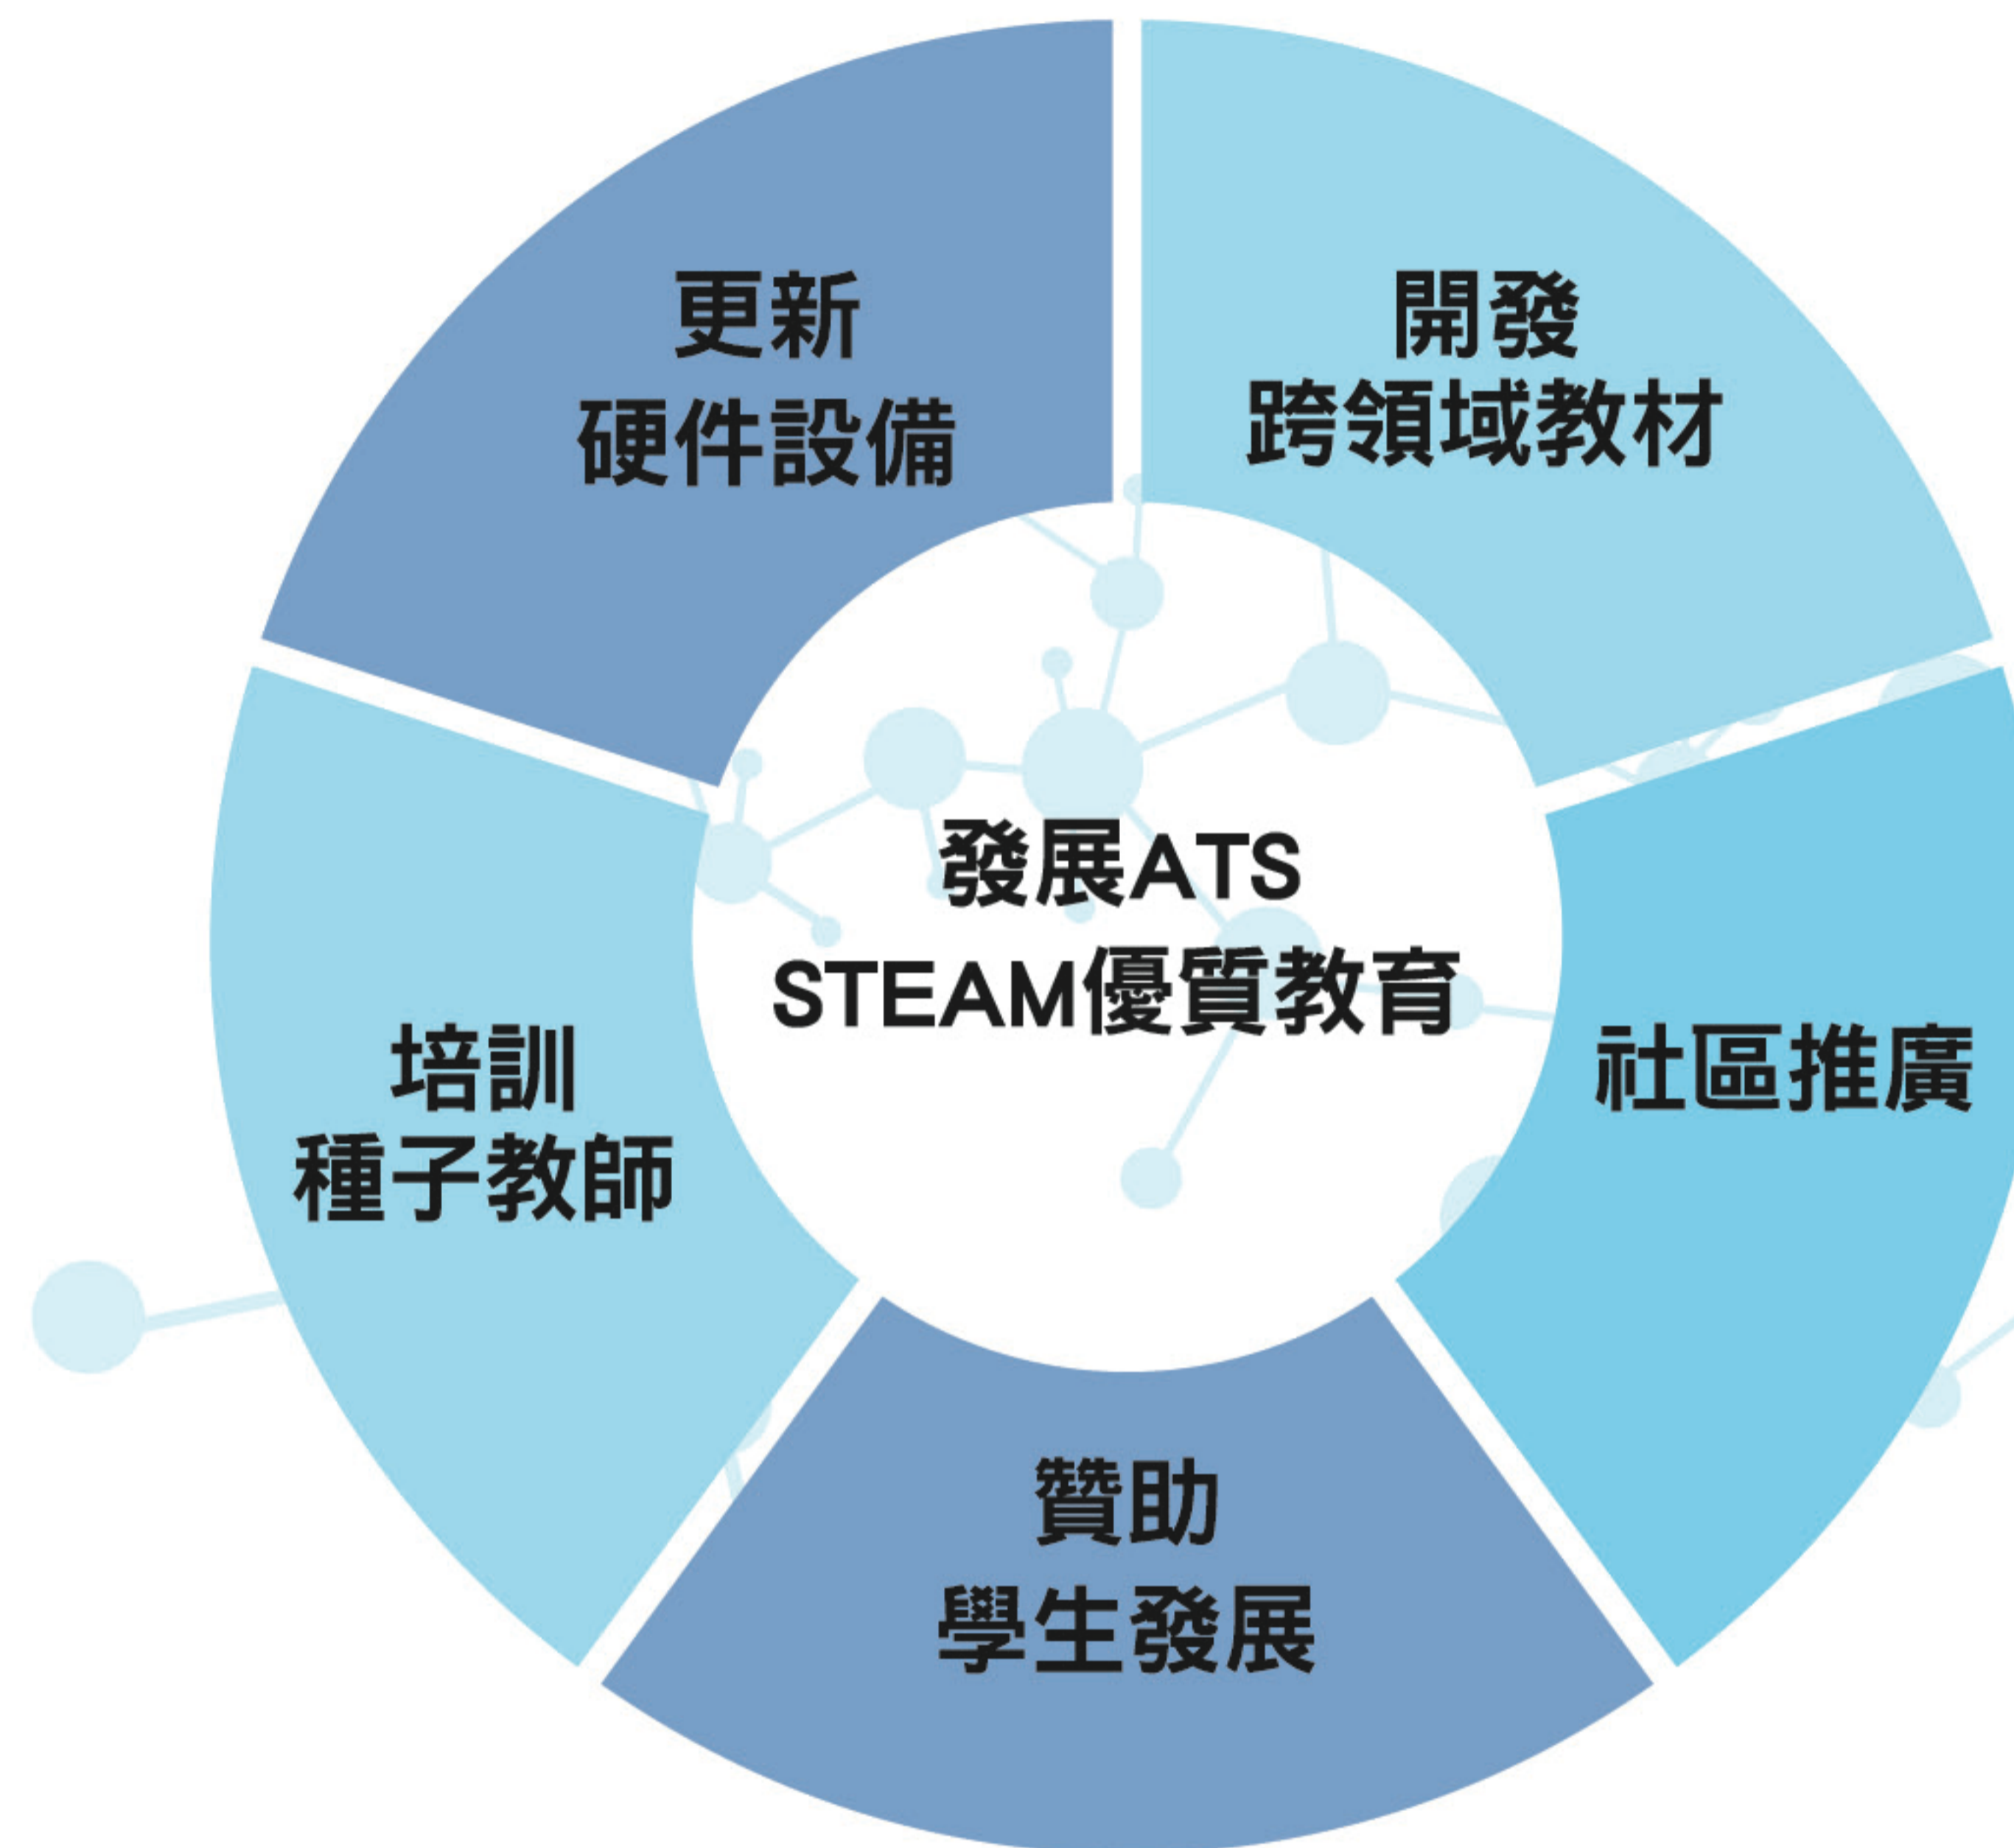 更新
硬件設備
開發
跨領域教材
發展ATS
STEAM優質教育
培訓
種子教師
社區推廣
贊助
學生發展